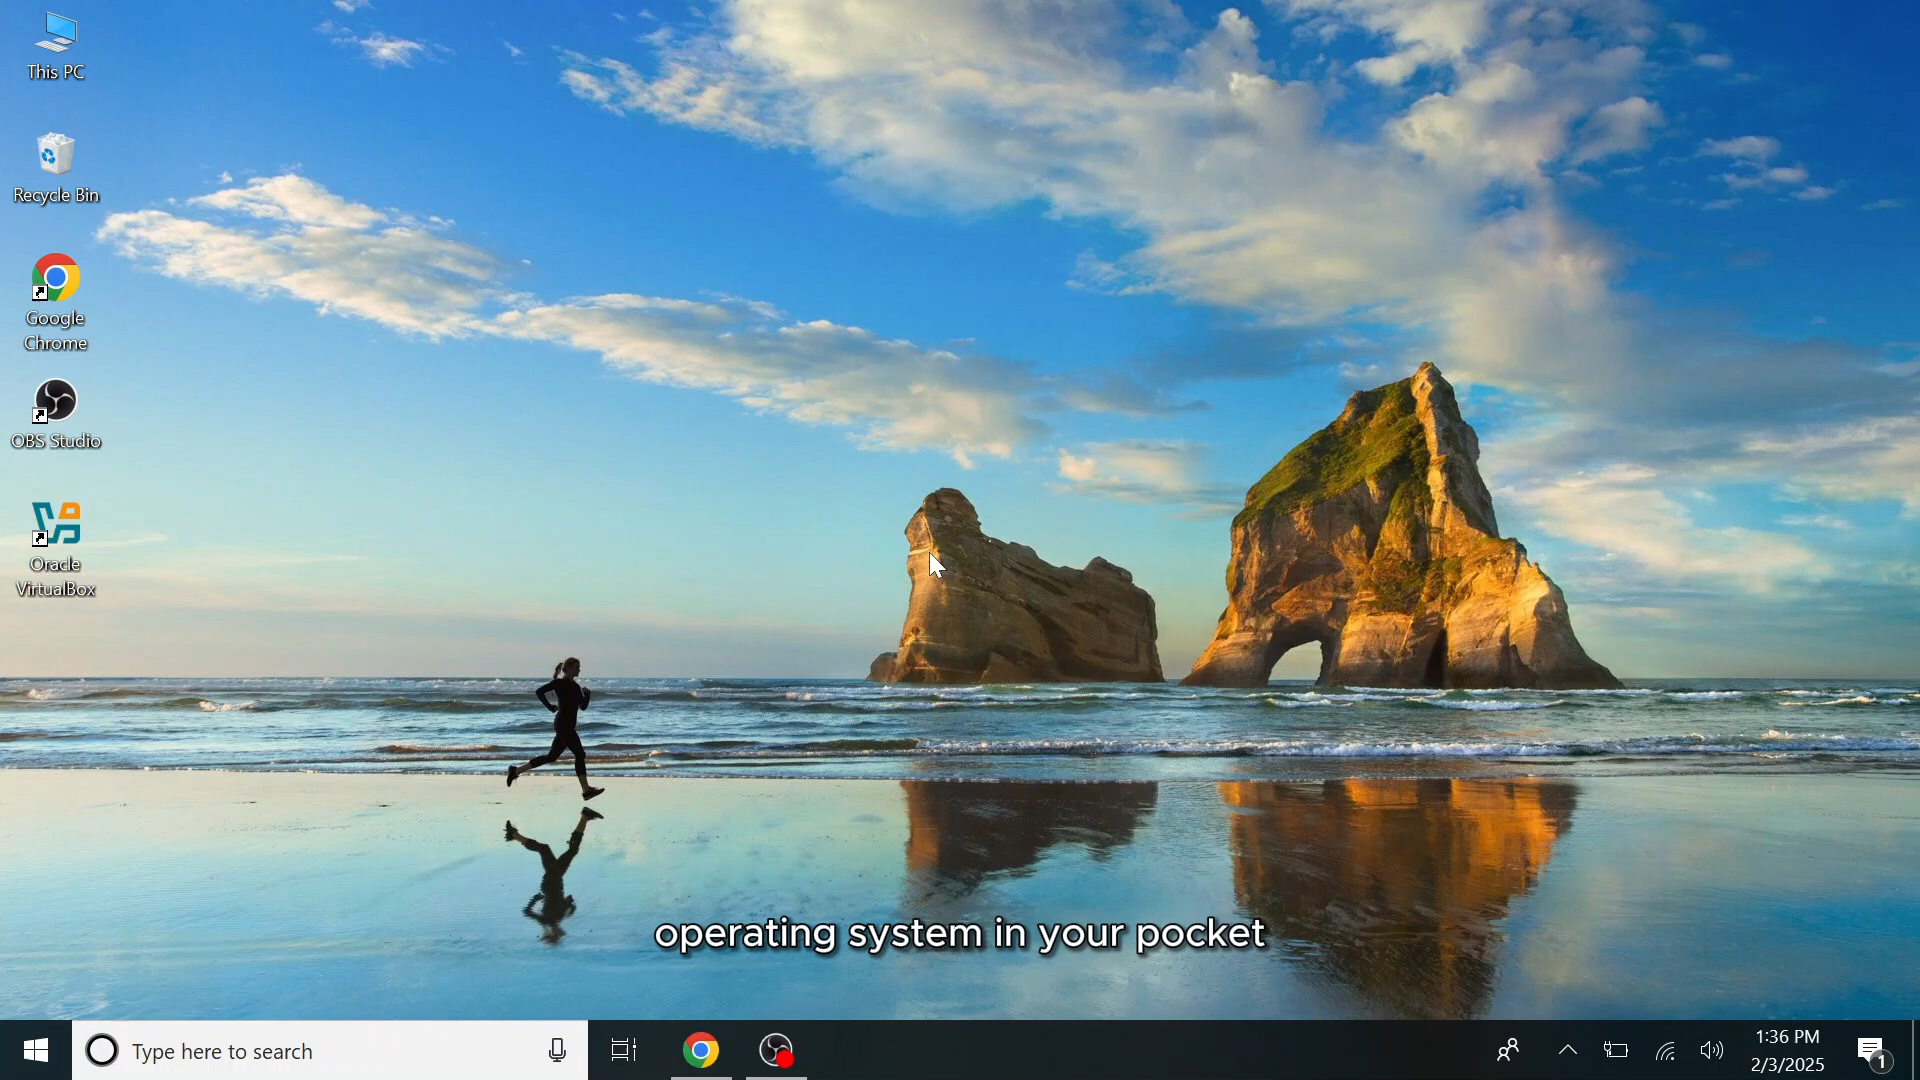 This PC
Recycle Bin
Google
Chrome
OBS Studio
Oracle
VirtualBox
operating system in your pocket
Type here to search
1:36 PM
2/3/2025
1